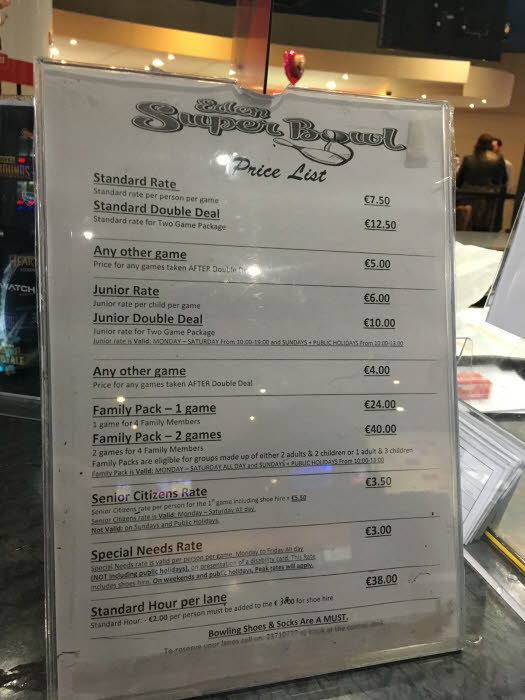 Eden
Super Bowl
Price List
Standard Rate
Standard rate per person per game €7.50
Standard Double Deal
Standard rate for Two Game Package €12.50
Any other game
Price for any games taken AFTER Double €5.00
Junior Rate
Junior rate per child per game €6.00
Junior Double Deal €10.00
Junior rate for Two Game Package
Junior rate is Valid: MONDAY – SATURDAY From 10:00-19:00 and SUNDAYS + PUBLIC HOLIDAYS From 10:00-13:00
Any other game €4.00
Price for any games taken AFTER Double Deal
Family Pack – 1 game €24.00
1 game for 4 Family Members
Family Pack – 2 games €40.00
2 games for 4 Family Members
Family Packs are eligible for groups made up of either 2 adults & 2 children or 1 adult & 3 children
Family Pack is Valid: MONDAY – SATURDAY ALL DAY and SUNDAYS + PUBLIC HOLIDAYS From 10:00-13:00
Senior Citizens Rate €3.50
Senior Citizens rate per person for the 1st game including shoe hire = €5.50
Senior Citizens rate is Valid: Monday – Saturday All day.
Not Valid: on Sundays and Public Holidays.
Special Needs Rate €3.00
Special Needs rate is valid per person per game. Monday to Friday All day
(NOT including public holidays), on presentation of a disability card. This Rate
includes shoes hire. On weekends and public holidays, Peak rates will apply.
Standard Hour per lane €38.00
Standard Hour: - €2.00 per person must be added to the € for shoe hire
Bowling Shoes & Socks Are A MUST.
To reserve your lanes call on: at the